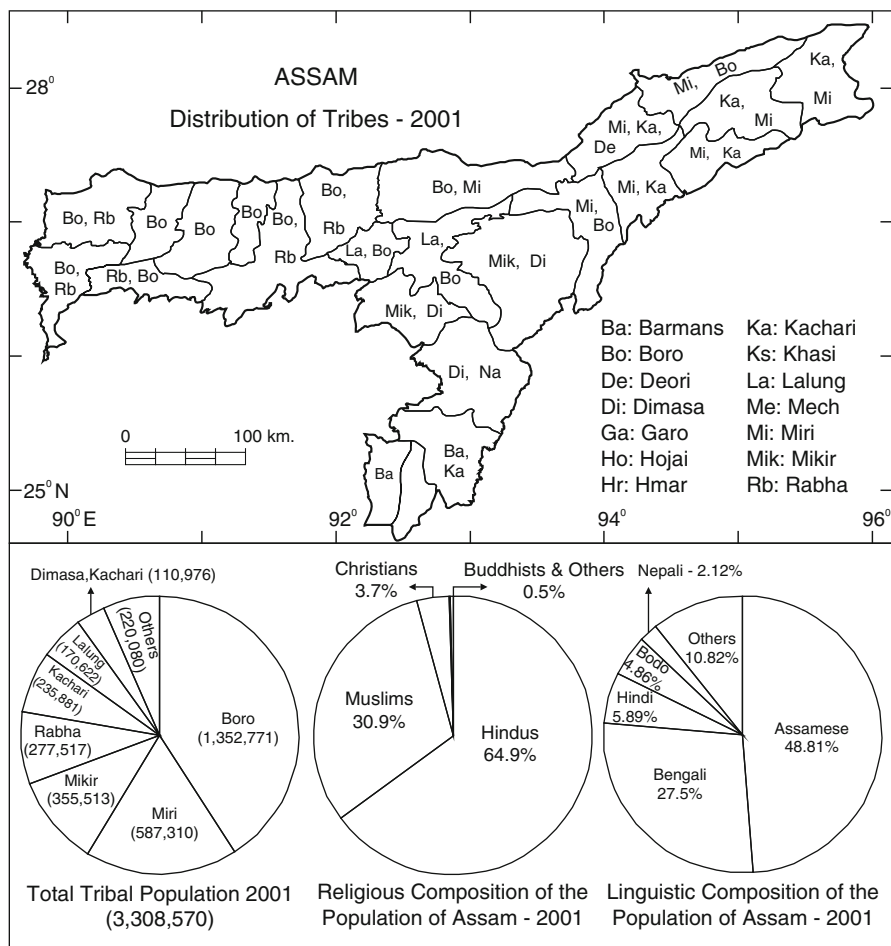 ASSAM
Distribution of Tribes - 2001
28°
Ka,
Mi
Mi, Bo
Ka,
Mi
Mi, Ka,
De
Mi, Ka
Bo, Mi
Mi, Ka
Mi,
Bo
Bo, Rb
Bo
Bo
Bo
Bo,
Rb
Bo,
Rb
La, Bo
La,
Bo
Mik, Di
Bo,
Rb
Rb, Bo
Mik, Di
Di, Na
Ba,
Ka
Ba
Ba: Barmans
Bo: Boro
De: Deori
Di: Dimasa
Ga: Garo
Ho: Hojai
Hr: Hmar
Ka: Kachari
Ks: Khasi
La: Lalung
Me: Mech
Mi: Miri
Mik: Mikir
Rb: Rabha
0 100 km.
25° N
90° E
92°
94°
96°
Dimasa,Kachari (110,976)
Others
(220,080)
Lalung
(170,622)
Kachari
(235,881)
Rabha
(277,517)
Mikir
(355,513)
Miri
(587,310)
Boro
(1,352,771)
Total Tribal Population 2001
(3,308,570)
Christians
3.7%
Buddhists & Others
0.5%
Muslims
30.9%
Hindus
64.9%
Religious Composition of the
Population of Assam - 2001
Nepali - 2.12%
Others
10.82%
Bodo
4.86%
Hindi
5.89%
Assamese
48.81%
Bengali
27.5%
Linguistic Composition of the
Population of Assam - 2001